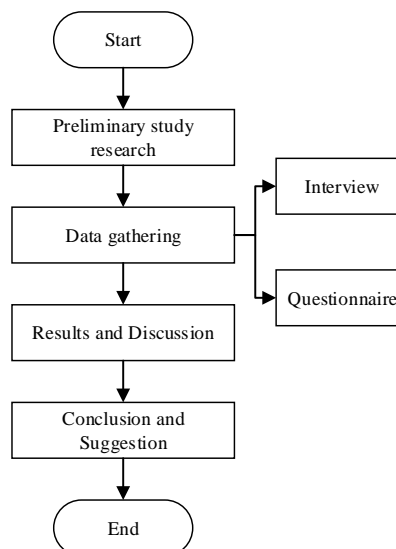 Start
Preliminary study
research
Interview
Data gathering
Questionnaire
Results and Discussion
Conclusion and
Suggestion
End